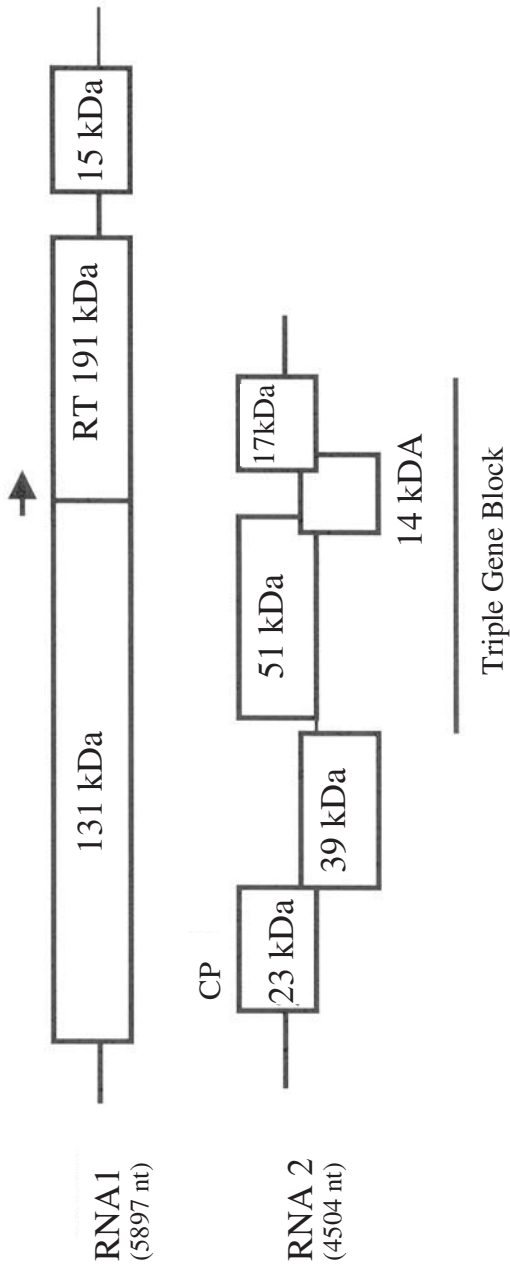 RNA1
(5897 nt)
131 kDa
RT 191 kDa
15 kDa
RNA 2
(4504 nt)
CP
23 kDa
39 kDa
51 kDa
14 kDA
17kDa
Triple Gene Block